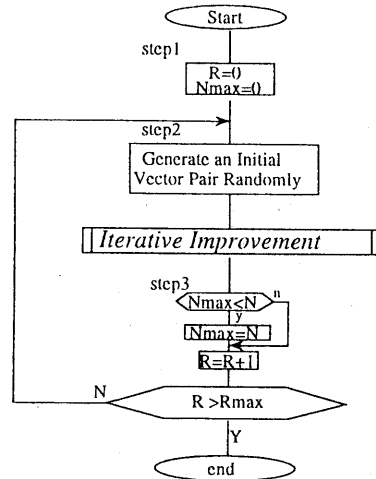 Start
step1
R=0
Nmax=0
step2
Generate an Initial
Vector Pair Randomly
Iterative Improvement
step3
Nmax≤N
n
y
Nmax=N
R=R+1
N
R >Rmax
Y
end